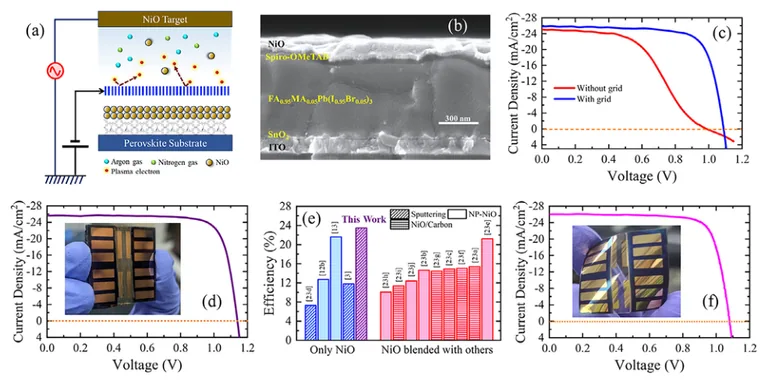 (a)
NiO Target
Perovskite Substrate
Argon gas
Nitrogen gas
NiO
Plasma electron
(b)
NiO
Spiro-OMeTAD
FA0.95MA0.05Pb(I0.95Br0.05)3
300 nm
SnO2
ITO
(c)
Current Density (mA/cm²)
-28
-24
-20
-16
-12
-8
-4
0
4
Without grid
With grid
0.0 0.2 0.4 0.6 0.8 1.0 1.2
Voltage (V)
Current Density (mA/cm²)
-28
-24
-20
-16
-12
-8
-4
0
4
(d)
0.0 0.2 0.4 0.6 0.8 1.0 1.2
Voltage (V)
(e)
This Work
Sputtering
NP-NiO
NiO/Carbon
Efficiency (%)
28
24
20
16
12
8
4
0
[12b]
[13]
[3]
Only NiO
NiO blended with others
Current Density (mA/cm²)
-28
-24
-20
-16
-12
-8
-4
0
4
(f)
0.0 0.2 0.4 0.6 0.8 1.0 1.2
Voltage (V)